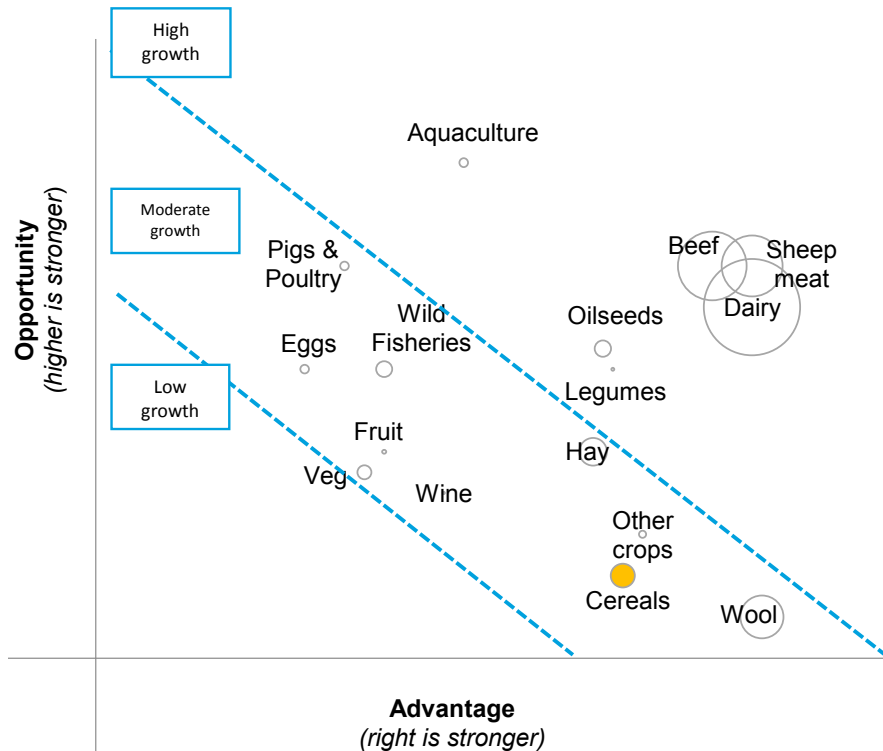 High
growth
Aquaculture
Moderate
growth
Opportunity
(higher is stronger)
Pigs &
Poultry
Beef
Sheep
meat
Dairy
Wild
Fisheries
Oilseeds
Eggs
Legumes
Low
growth
Fruit
Hay
Veg
Wine
Other
crops
Cereals
Wool
Advantage
(right is stronger)